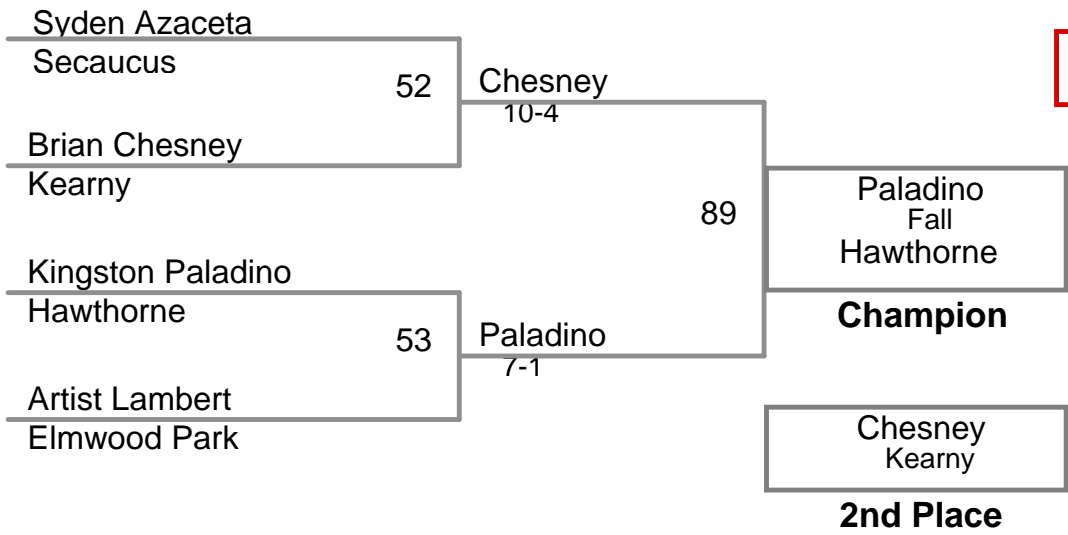 Syden Azaceta
Secaucus
52
Chesney
10-4
Brian Chesney
Kearny
89
Paladino
Fall
Hawthorne
Champion
Kingston Paladino
Hawthorne
53
Paladino
7-1
Artist Lambert
Elmwood Park
Chesney
Kearny
2nd Place